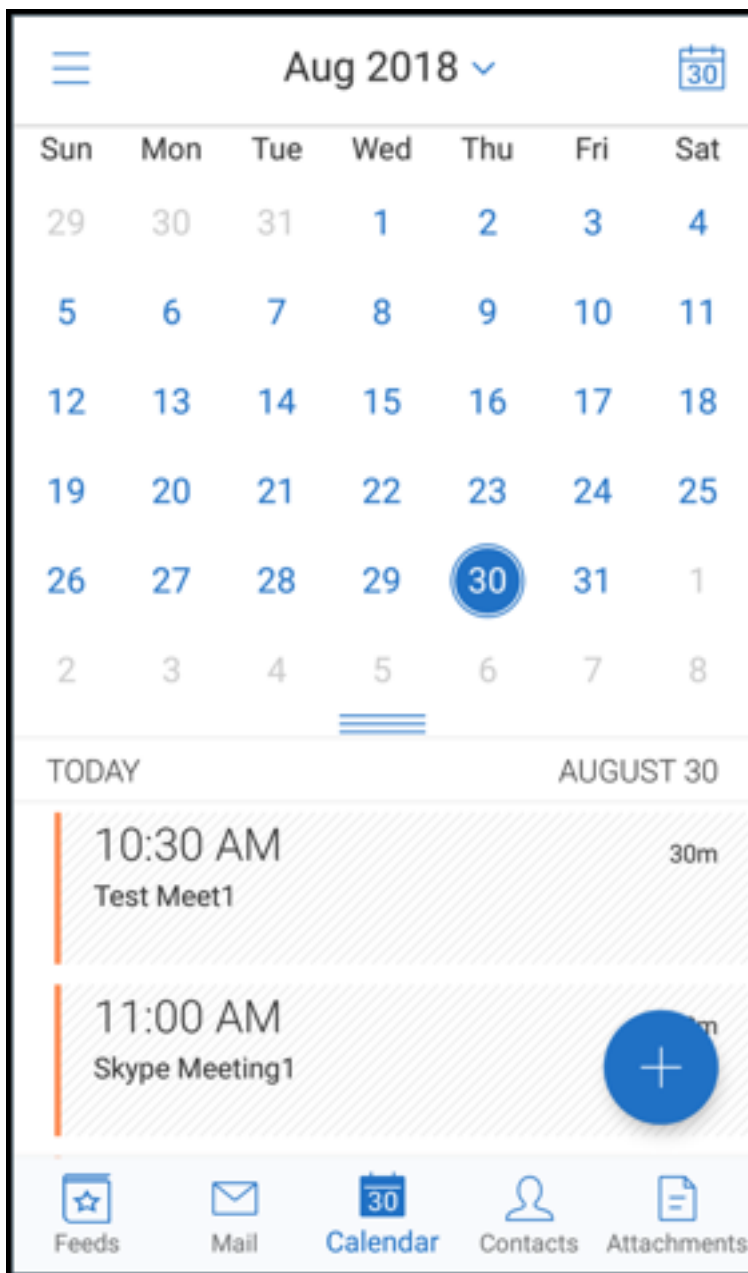 Aug 2018 30
Sun Mon Tue Wed Thu Fri Sat
29 30 31 1 2 3 4
5 6 7 8 9 10 11
12 13 14 15 16 17 18
19 20 21 22 23 24 25
26 27 28 29 30 31 1
2 3 4 5 6 7 8
TODAY AUGUST 30
10:30 AM 30m
Test Meet1
11:00 AM
Skype Meeting1
30
Feeds Mail Calendar Contacts Attachments